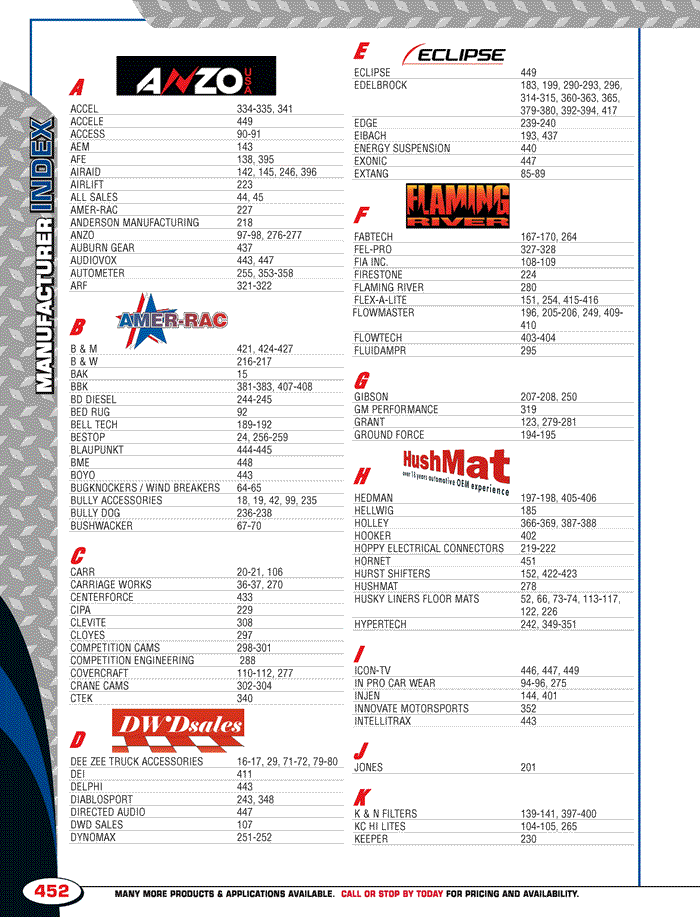 MANUFACTURER INDEX
A
ANZO USA
ACCEL 334-335, 341
ACCELE 449
ACCESS 90-91
AEM 143
AFE 138, 395
AIRAID 142, 145, 246, 396
AIRLIFT 223
ALL SALES 44, 45
AMER-RAC 227
ANDERSON MANUFACTURING 218
ANZO 97-98, 276-277
AUBURN GEAR 437
AUDIOVOX 443, 447
AUTOMETER 255, 353-358
ARF 321-322
B
AMER-RAC
B & M 421, 424-427
B & W 216-217
BAK 15
BBK 381-383, 407-408
BD DIESEL 244-245
BED RUG 92
BELL TECH 189-192
BESTOP 24, 256-259
BLAUPUNKT 444-445
BME 448
BOYO 443
BUGKNOCKERS / WIND BREAKERS 64-65
BULLY ACCESSORIES 18, 19, 42, 99, 235
BULLY DOG 236-238
BUSHWACKER 67-70
C
CARR 20-21, 106
CARRIAGE WORKS 36-37, 270
CENTERFORCE 433
CIPA 229
CLEVITE 308
CLOYES 297
COMPETITION CAMS 298-301
COMPETITION ENGINEERING 288
COVERCRAFT 110-112, 277
CRANE CAMS 302-304
CTEK 340
D
DW'Dsales
DEE ZEE TRUCK ACCESSORIES 16-17, 29, 71-72, 79-80
DEI 411
DELPHI 443
DIABLOSPORT 243, 348
DIRECTED AUDIO 447
DWD SALES 107
DYNOMAX 251-252
E
ECLIPSE
ECLIPSE 449
EDELBROCK 183, 199, 290-293, 296,
314-315, 360-363, 365,
379-380, 392-394, 417
EDGE 239-240
EIBACH 193, 437
ENERGY SUSPENSION 440
EXONIC 447
EXTANG 85-89
F
FLAMING RIVER
FABTECH 167-170, 264
FEL-PRO 327-328
FIA INC. 108-109
FIRESTONE 224
FLAMING RIVER 280
FLEX-A-LITE 151, 254, 415-416
FLOWMASTER 196, 205-206, 249, 409-
410
FLOWTECH 403-404
FLUIDAMPR 295
G
GIBSON 207-208, 250
GM PERFORMANCE 319
GRANT 123, 279-281
GROUND FORCE 194-195
H
HushMat
over 15 years automotive OEM experience
HEDMAN 197-198, 405-406
HELLWIG 185
HOLLEY 366-369, 387-388
HOOKER 402
HOPPY ELECTRICAL CONNECTORS 219-222
HORNET 451
HURST SHIFTERS 152, 422-423
HUSHMAT 278
HUSKY LINERS FLOOR MATS 52, 66, 73-74, 113-117,
122, 226
HYPERTECH 242, 349-351
I
ICON-TV 446, 447, 449
IN PRO CAR WEAR 94-96, 275
INJEN 144, 401
INNOVATE MOTORSPORTS 352
INTELLITRAX 443
J
JONES 201
K
K & N FILTERS 139-141, 397-400
KC HI LITES 104-105, 265
KEEPER 230
452 MANY MORE PRODUCTS & APPLICATIONS AVAILABLE. CALL OR STOP BY TODAY FOR PRICING AND AVAILABILITY.